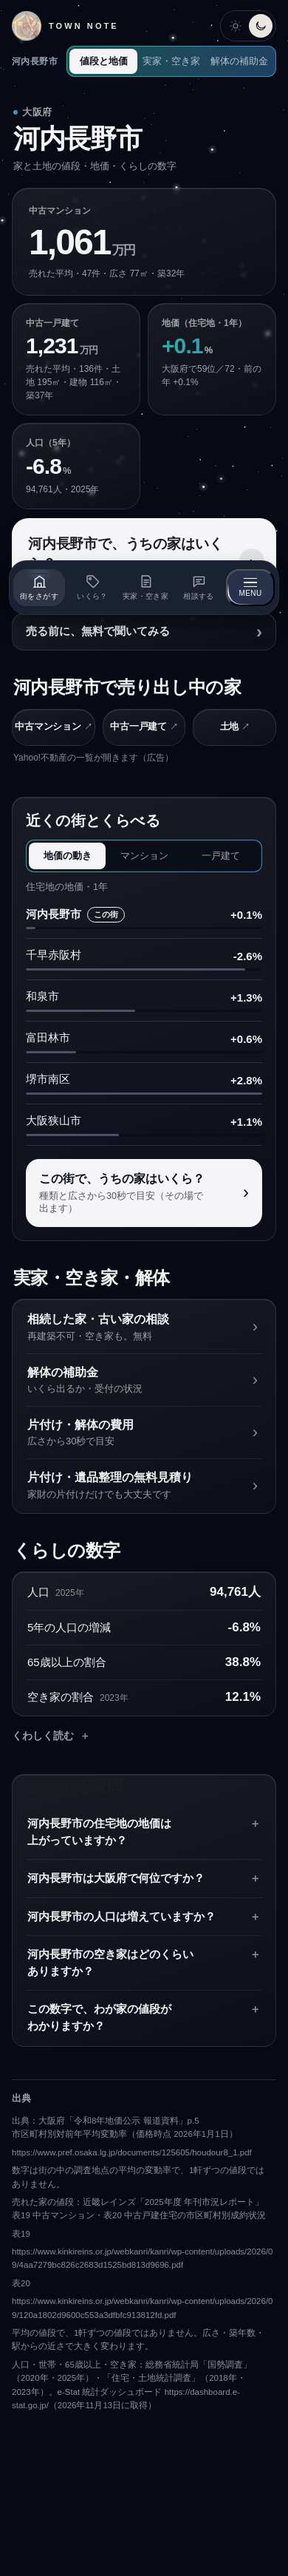 TOWN NOTE
河内長野市
値段と地価
実家・空き家
解体の補助金
大阪府
河内長野市
家と土地の値段・地価・くらしの数字
中古マンション
1,061万円
売れた平均・47件・広さ 77㎡・築32年
中古一戸建て
1,231万円
売れた平均・136件・土
地 195㎡・建物 116㎡・
築37年
地価（住宅地・1年）
+0.1%
大阪府で59位／72・前の
年 +0.1%
人口（5年）
-6.8%
94,761人・2025年
河内長野市で、うちの家はいく
街をさがす
いくら？
実家・空き家
相談する
MENU
売る前に、無料で聞いてみる ›
河内長野市で売り出し中の家
中古マンション ↗
中古一戸建て ↗
土地 ↗
Yahoo!不動産の一覧が開きます（広告）
近くの街とくらべる
地価の動き
マンション
一戸建て
住宅地の地価・1年
河内長野市 この街 +0.1%
千早赤阪村 -2.6%
和泉市 +1.3%
富田林市 +0.6%
堺市南区 +2.8%
大阪狭山市 +1.1%
この街で、うちの家はいくら？ ›
種類と広さから30秒で目安（その場で
出ます）
実家・空き家・解体
相続した家・古い家の相談 ›
再建築不可・空き家も。無料
解体の補助金 ›
いくら出るか・受付の状況
片付け・解体の費用 ›
広さから30秒で目安
片付け・遺品整理の無料見積り ›
家財の片付けだけでも大丈夫です
くらしの数字
人口 2025年 94,761人
5年の人口の増減 -6.8%
65歳以上の割合 38.8%
空き家の割合 2023年 12.1%
くわしく読む +
河内長野市の住宅地の地価は
上がっていますか？ +
河内長野市は大阪府で何位ですか？ +
河内長野市の人口は増えていますか？ +
河内長野市の空き家はどのくらい
ありますか？ +
この数字で、わが家の値段が
わかりますか？ +
出典
出典：大阪府「令和8年地価公示 報道資料」p.5
市区町村別対前年平均変動率（価格時点 2026年1月1日）
https://www.pref.osaka.lg.jp/documents/125605/houdour8_1.pdf
数字は街の中の調査地点の平均の変動率で、1軒ずつの値段では
ありません。
売れた家の値段：近畿レインズ「2025年度 年刊市況レポート」
表19 中古マンション・表20 中古戸建住宅の市区町村別成約状況
表19
https://www.kinkireins.or.jp/webkanri/kanri/wp-content/uploads/2026/0
9/4aa7279bc826c2683d1525bd813d9696.pdf
表20
https://www.kinkireins.or.jp/webkanri/kanri/wp-content/uploads/2026/0
9/120a1802d9600c553a3dfbfc913812fd.pdf
平均の値段で、1軒ずつの値段ではありません。広さ・築年数・
駅からの近さで大きく変わります。
人口・世帯・65歳以上・空き家：総務省統計局「国勢調査」
（2020年・2025年）・「住宅・土地統計調査」（2018年・
2023年）。e-Stat 統計ダッシュボード https://dashboard.e-
stat.go.jp/（2026年11月13日に取得）